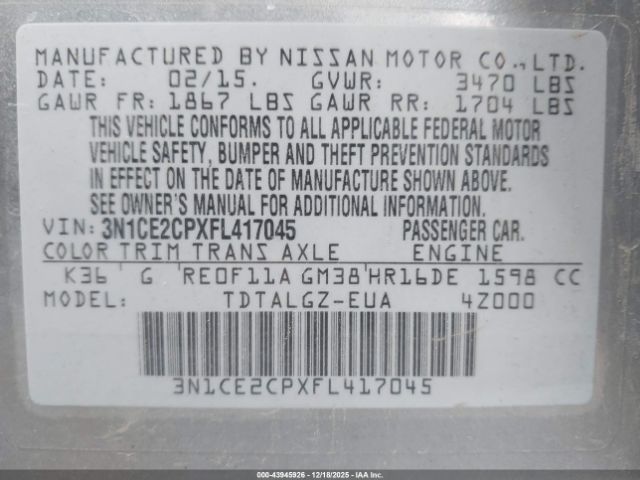 MANUFACTURED BY NISSAN MOTOR CO.,LTD.
DATE: 02/15. GVWR: 3470 LBS
GAWR FR: 1867 LBS GAWR RR: 1704 LBS
THIS VEHICLE CONFORMS TO ALL APPLICABLE FEDERAL MOTOR
VEHICLE SAFETY, BUMPER AND THEFT PREVENTION STANDARDS
IN EFFECT ON THE DATE OF MANUFACTURE SHOWN ABOVE.
SEE OWNER'S MANUAL FOR ADDITIONAL INFORMATION.
VIN: 3N1CE2CPXFL417045 PASSENGER CAR.
COLOR TRIM TRANS AXLE ENGINE
K36 G RE0F11A GM38 HR16DE 1598 CC
MODEL: TDTALGZ-EUA 4Z000
3N1CE2CPXFL417045
000-43945926 - 12/18/2025 - IAAI.COM